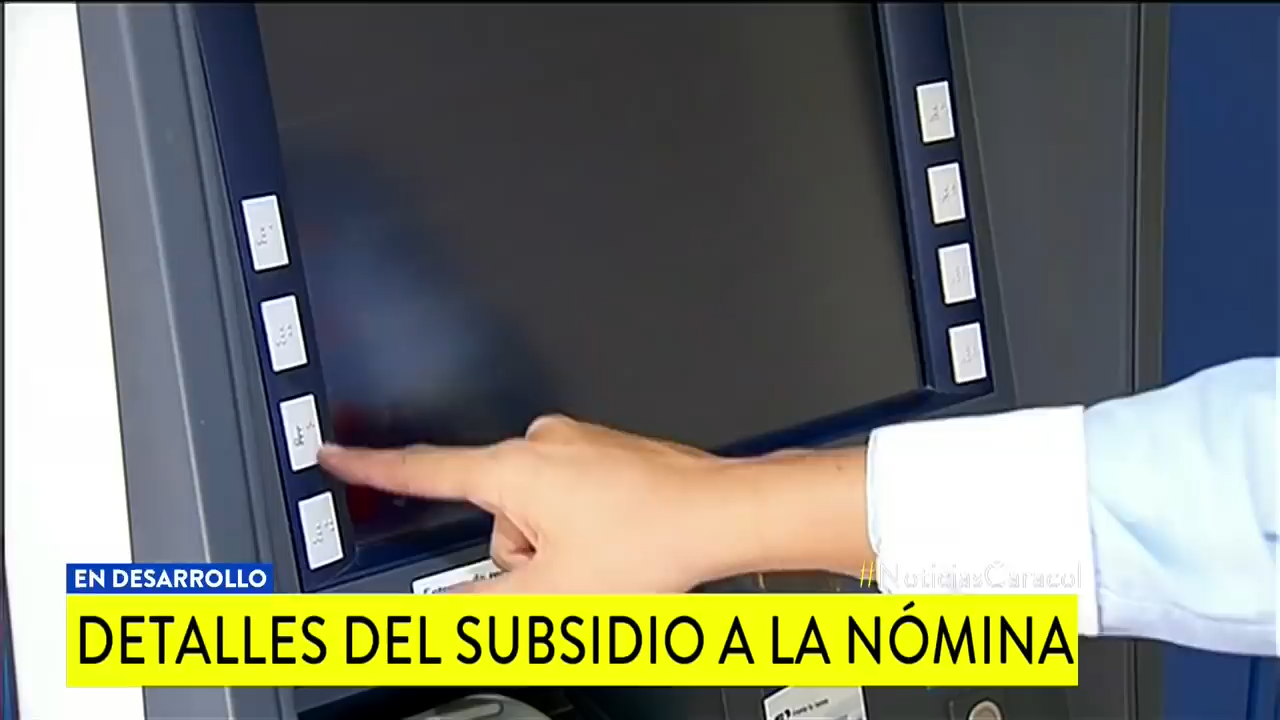 #NoticiasCaracol
EN DESARROLLO
DETALLES DEL SUBSIDIO A LA NÓMINA